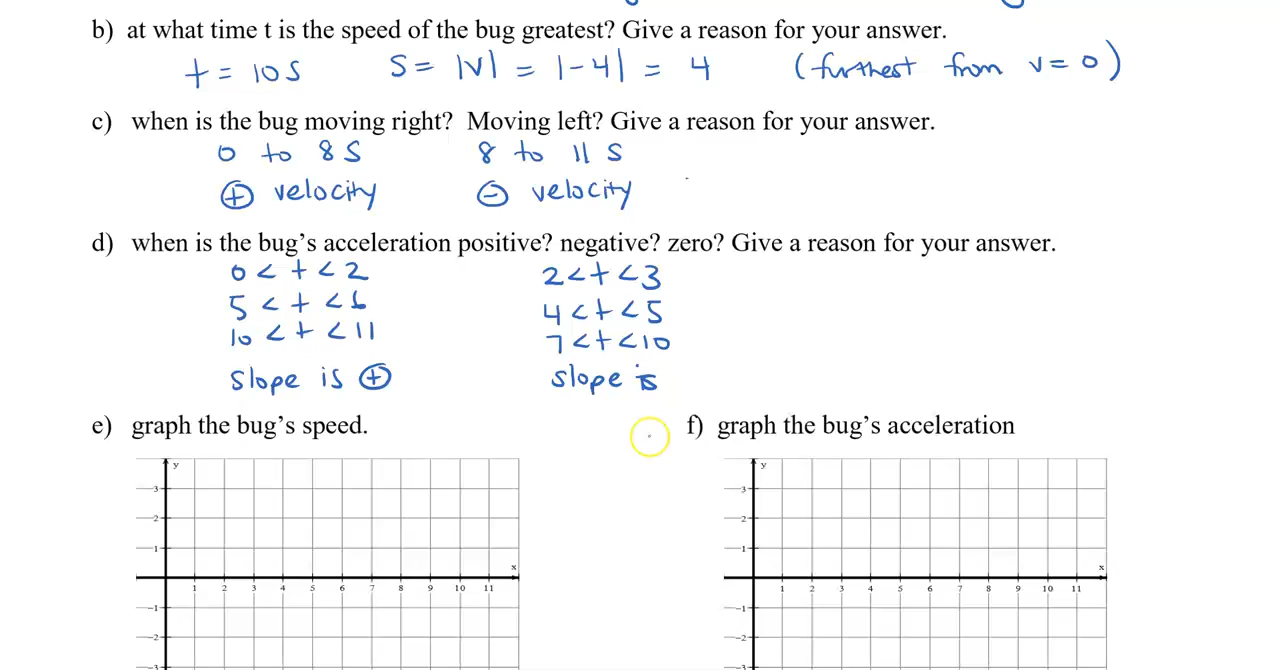 b) at what time t is the speed of the bug greatest? Give a reason for your answer.
t = 10 s s = |v| = |-4| = 4 (furthest from v = 0)
c) when is the bug moving right? Moving left? Give a reason for your answer.
0 to 8 s 8 to 11 s
⊕ velocity ⊖ velocity
d) when is the bug's acceleration positive? negative? zero? Give a reason for your answer.
0 < t < 2 2 < t < 3
5 < t < 6 4 < t < 5
10 < t < 11 7 < t < 10
slope is ⊕ slope is
e) graph the bug's speed. f) graph the bug's acceleration
y y
3 3
2 2
1 1
x x
1 2 3 4 5 6 7 8 9 10 11 1 2 3 4 5 6 7 8 9 10 11
-1 -1
-2 -2
-3 -3